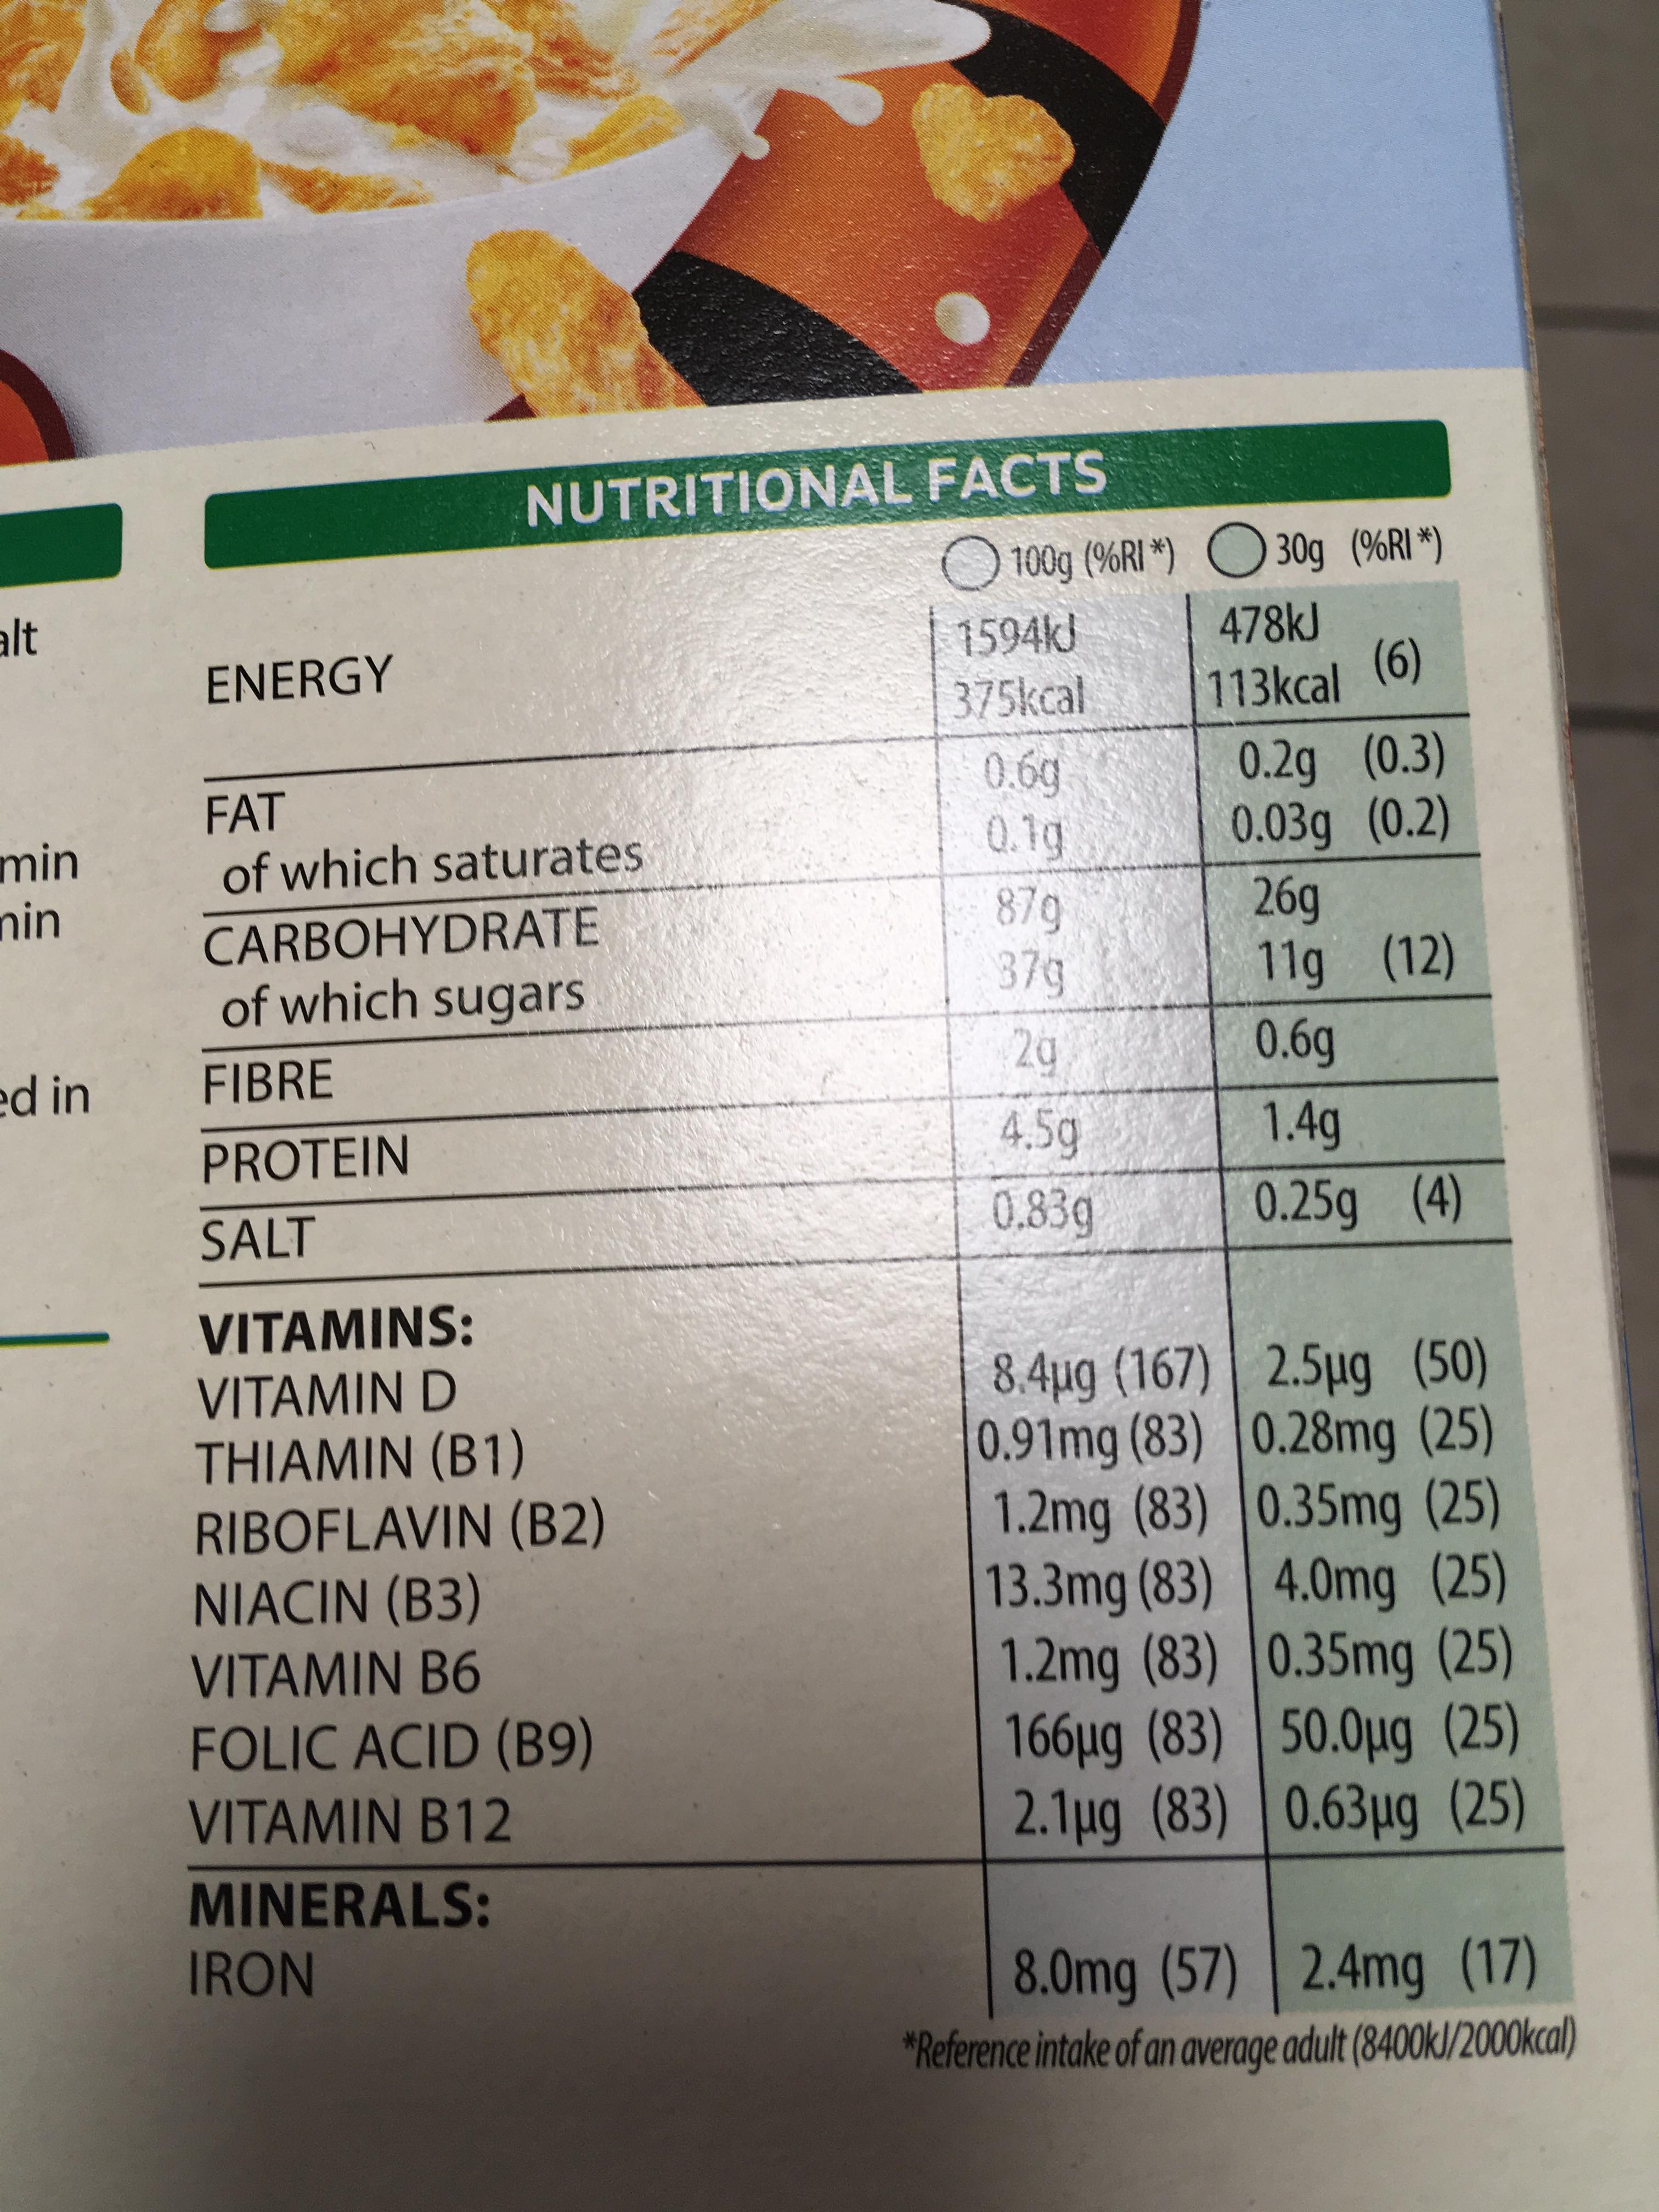 NUTRITIONAL FACTS
100g (%RI*) 30g (%RI*)
alt
ENERGY 1594kJ 478kJ
375kcal 113kcal (6)
FAT 0.6g 0.2g (0.3)
of which saturates 0.1g 0.03g (0.2)
min
CARBOHYDRATE 87g 26g
min
of which sugars 37g 11g (12)
FIBRE 2g 0.6g
ed in
PROTEIN 4.5g 1.4g
SALT 0.83g 0.25g (4)
VITAMINS:
VITAMIN D 8.4µg (167) 2.5µg (50)
THIAMIN (B1) 0.91mg (83) 0.28mg (25)
RIBOFLAVIN (B2) 1.2mg (83) 0.35mg (25)
NIACIN (B3) 13.3mg (83) 4.0mg (25)
VITAMIN B6 1.2mg (83) 0.35mg (25)
FOLIC ACID (B9) 166µg (83) 50.0µg (25)
VITAMIN B12 2.1µg (83) 0.63µg (25)
MINERALS:
IRON 8.0mg (57) 2.4mg (17)
*Reference intake of an average adult (8400kJ/2000kcal)